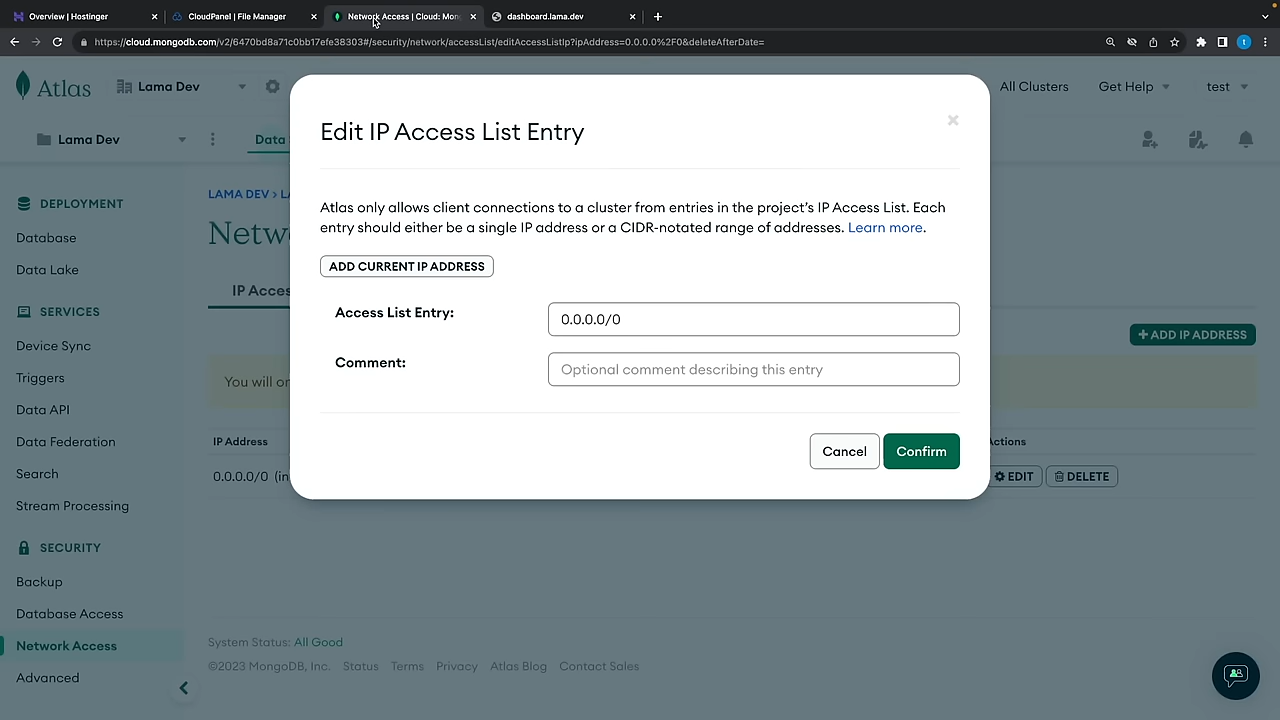 Overview | Hostinger
CloudPanel | File Manager
Network Access | Cloud: Mon
dashboard.lama.dev
https://cloud.mongodb.com/v2/6470bd8a71c0bb17efe38303#/security/network/accessList/editAccessListIp?ipAddress=0.0.0.0%2F0&deleteAfterDate=
t
Atlas
Lama Dev
All Clusters
Get Help
test
Lama Dev
Data
LAMA DEV > L
Netw
IP Acces
DEPLOYMENT
Database
Data Lake
SERVICES
Device Sync
Triggers
Data API
Data Federation
Search
Stream Processing
SECURITY
Backup
Database Access
Network Access
Advanced
Edit IP Access List Entry
Atlas only allows client connections to a cluster from entries in the project's IP Access List. Each
entry should either be a single IP address or a CIDR-notated range of addresses. Learn more.
ADD CURRENT IP ADDRESS
Access List Entry:
0.0.0.0/0
Comment:
Optional comment describing this entry
Cancel
Confirm
+ ADD IP ADDRESS
You will on
IP Address
Actions
0.0.0.0/0 (in
EDIT
DELETE
System Status: All Good
©2023 MongoDB, Inc.
Status
Terms
Privacy
Atlas Blog
Contact Sales